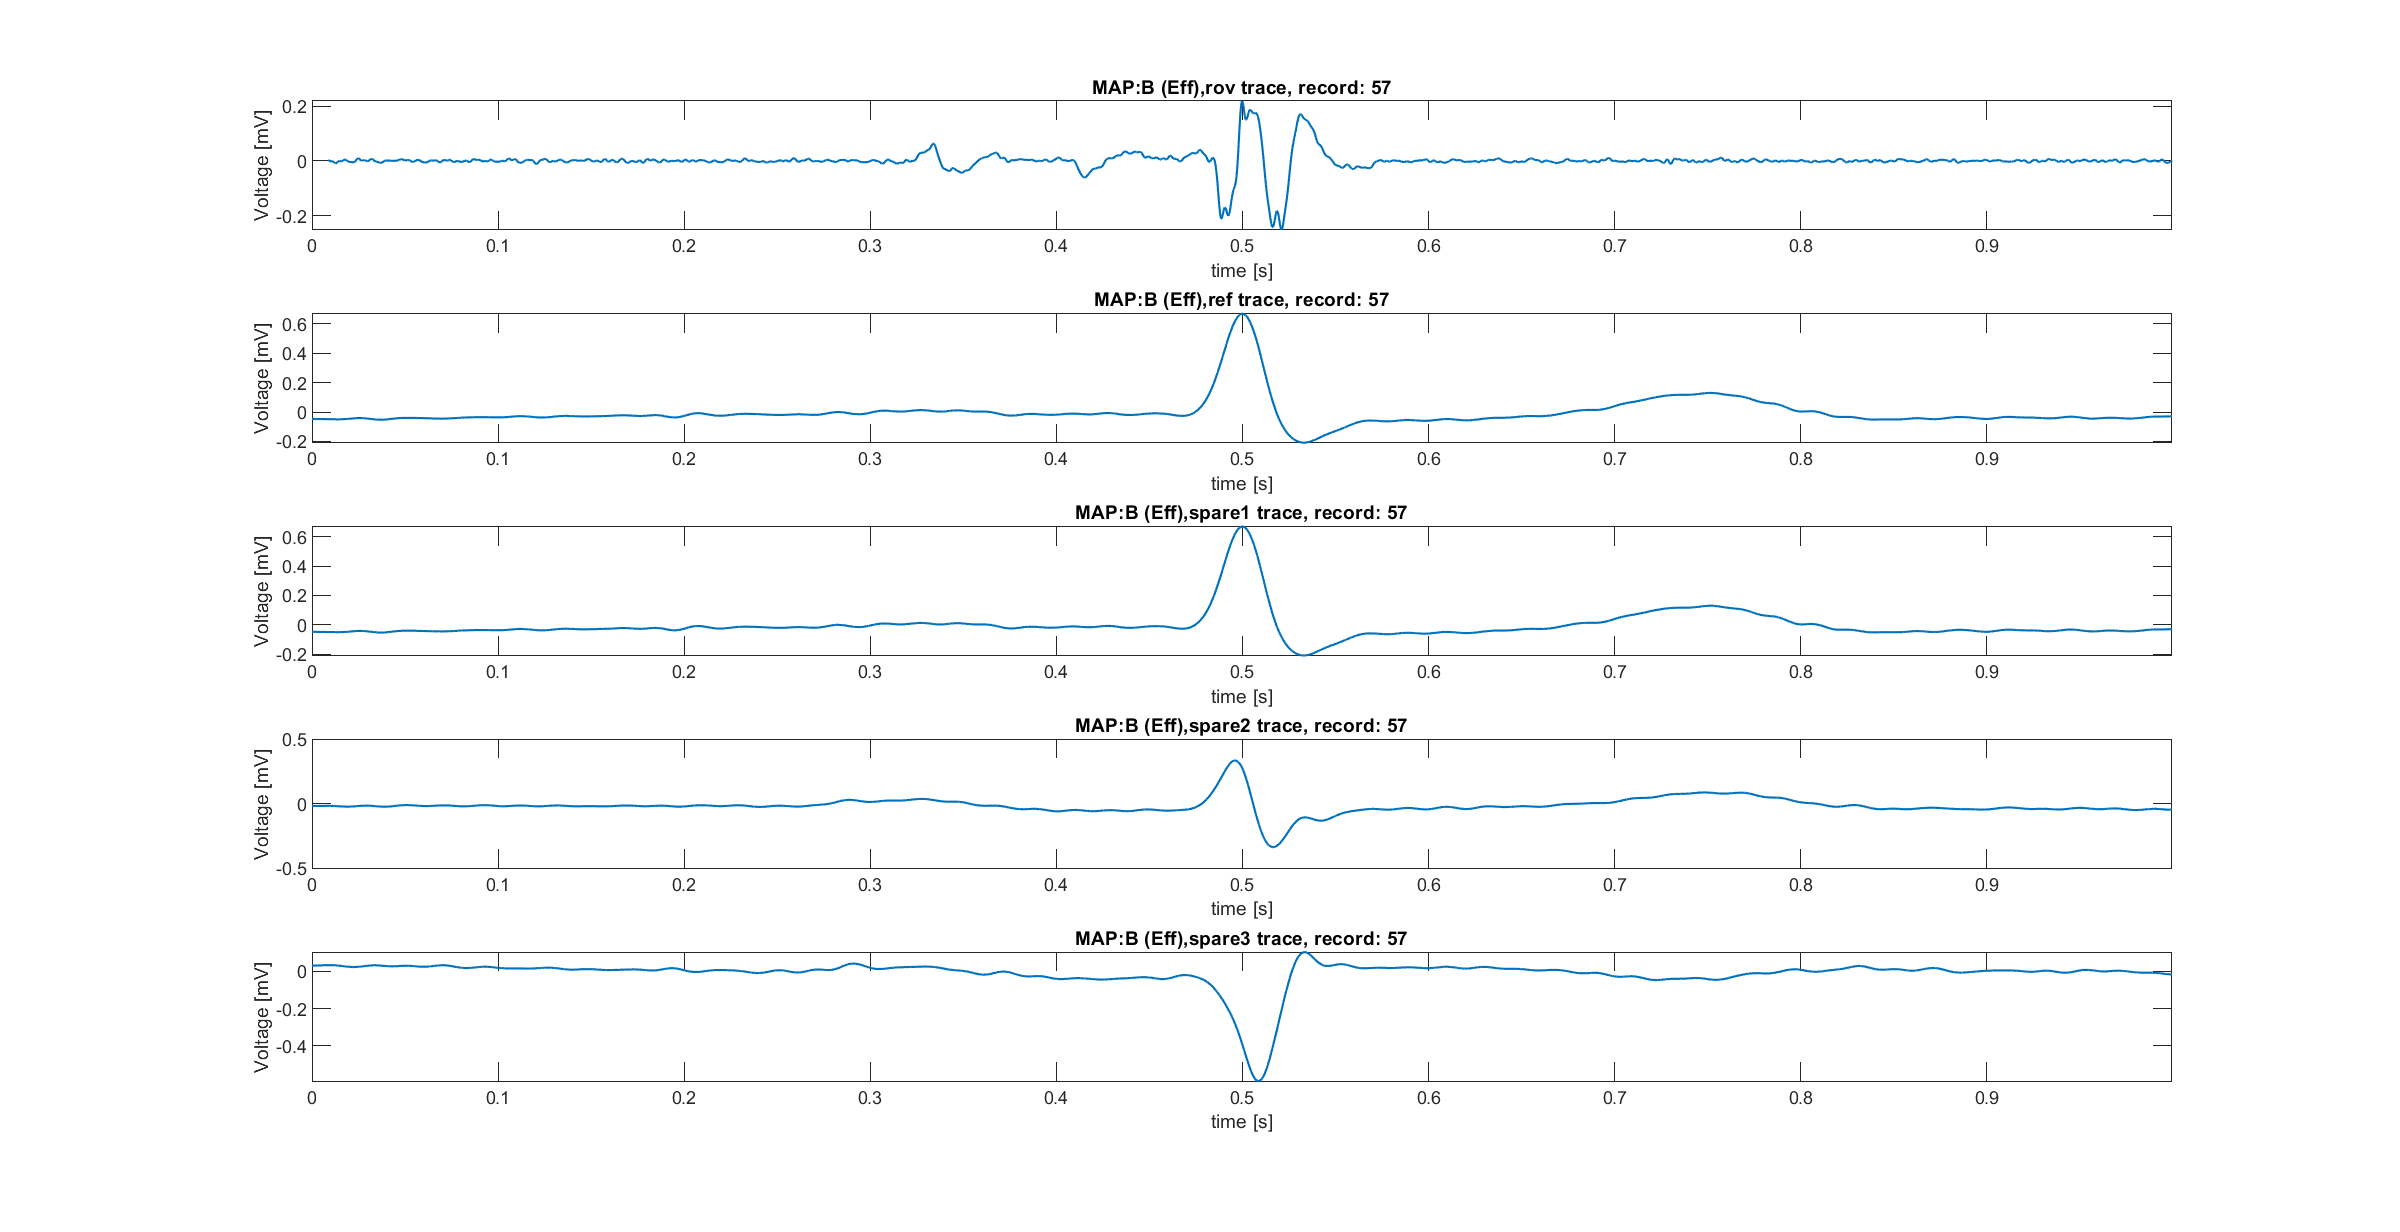 MAP:B (Eff),rov trace, record: 57
Voltage [mV]
0.2
0
-0.2
0 0.1 0.2 0.3 0.4 0.5 0.6 0.7 0.8 0.9
time [s]
MAP:B (Eff),ref trace, record: 57
Voltage [mV]
0.6
0.4
0.2
0
-0.2
0 0.1 0.2 0.3 0.4 0.5 0.6 0.7 0.8 0.9
time [s]
MAP:B (Eff),spare1 trace, record: 57
Voltage [mV]
0.6
0.4
0.2
0
-0.2
0 0.1 0.2 0.3 0.4 0.5 0.6 0.7 0.8 0.9
time [s]
MAP:B (Eff),spare2 trace, record: 57
Voltage [mV]
0.5
0
-0.5
0 0.1 0.2 0.3 0.4 0.5 0.6 0.7 0.8 0.9
time [s]
MAP:B (Eff),spare3 trace, record: 57
Voltage [mV]
0
-0.2
-0.4
0 0.1 0.2 0.3 0.4 0.5 0.6 0.7 0.8 0.9
time [s]